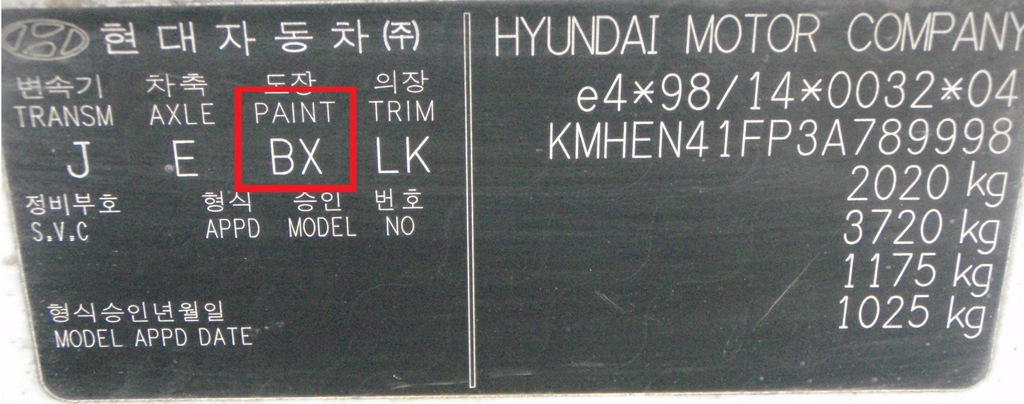 현대자동차(주)
변속기 차축 도장 의장
TRANSM AXLE PAINT TRIM
J E BX LK
정비부호 형식 승인 번호
S.V.C APPD MODEL NO
형식승인년월일
MODEL APPD DATE
HYUNDAI MOTOR COMPANY
e4*98/14*0032*04
KMHEN41FP3A789998
2020 kg
3720 kg
1175 kg
1025 kg